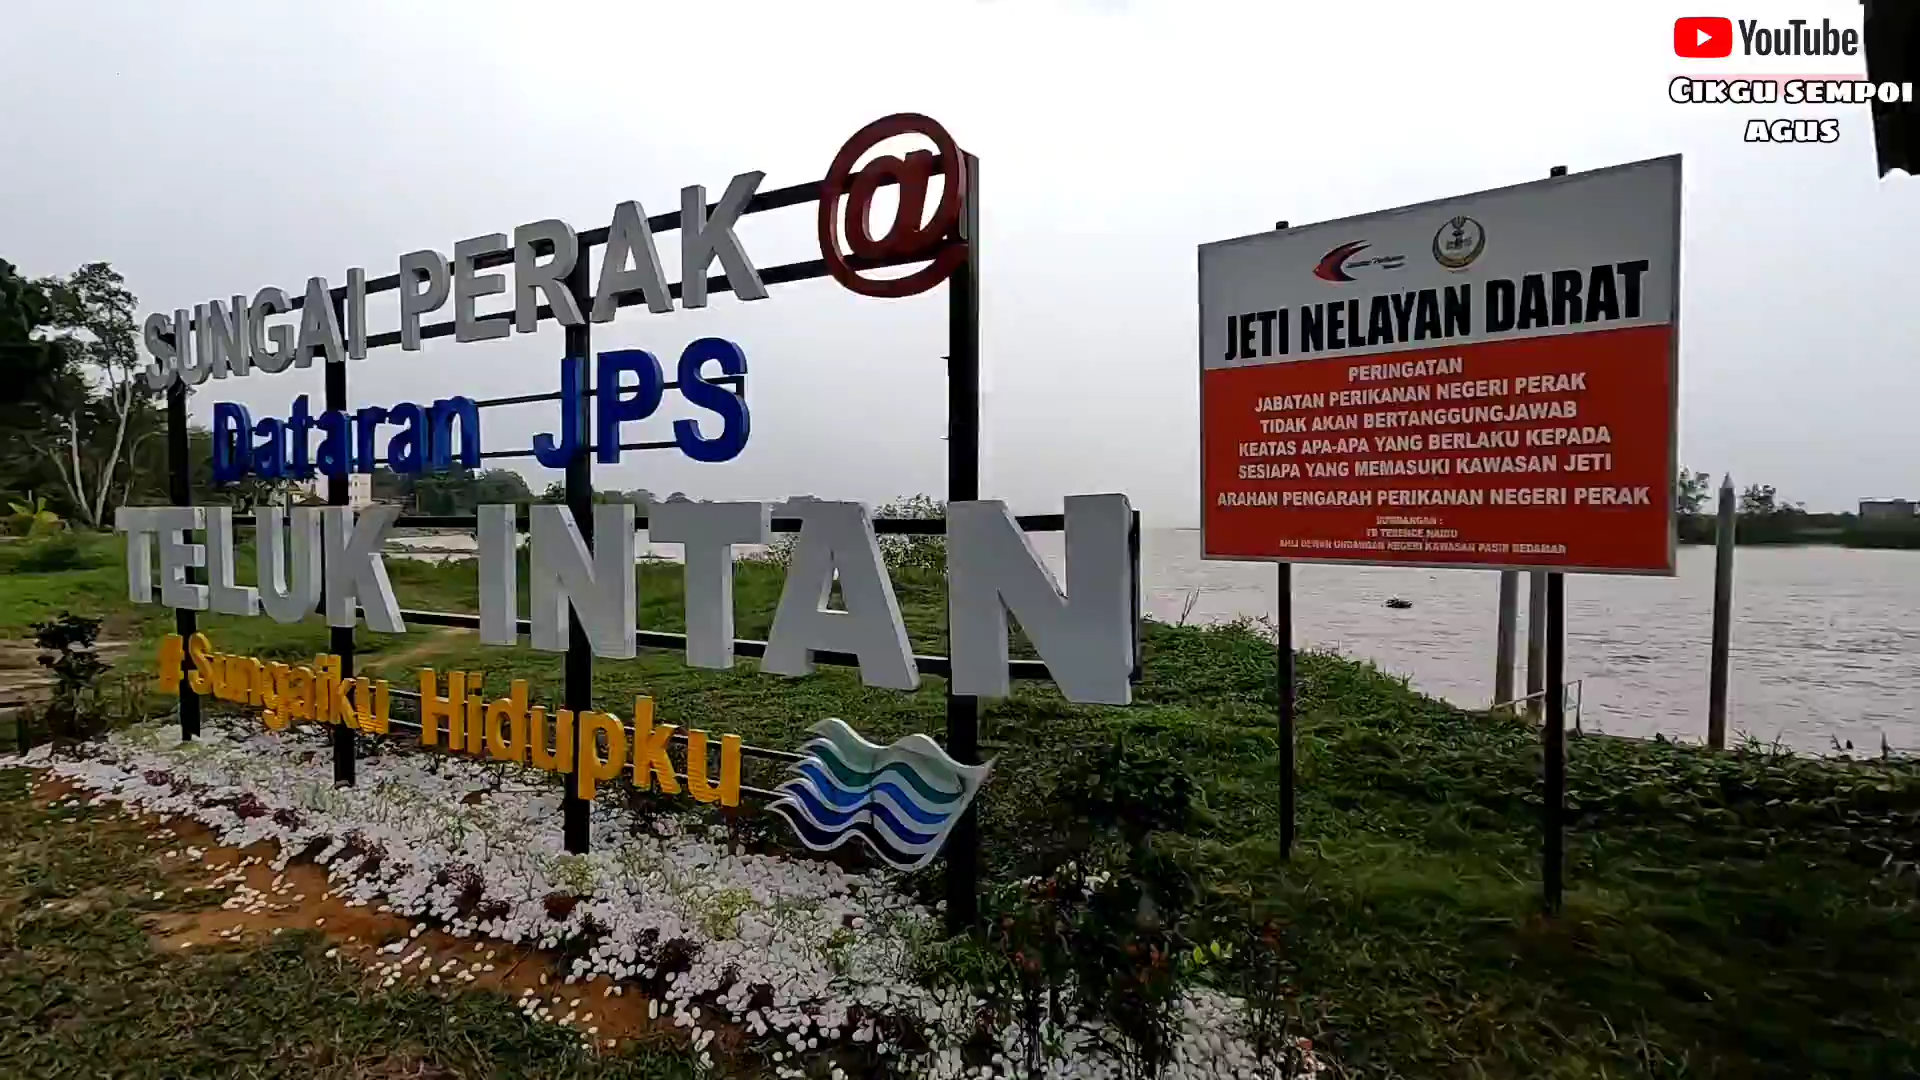 SUNGAI PERAK @
Dataran JPS
TELUK INTAN
#Sungaiku Hidupku
JETI NELAYAN DARAT
PERINGATAN
JABATAN PERIKANAN NEGERI PERAK
TIDAK AKAN BERTANGGUNGJAWAB
KEATAS APA-APA YANG BERLAKU KEPADA
SESIAPA YANG MEMASUKI KAWASAN JETI
ARAHAN PENGARAH PERIKANAN NEGERI PERAK
SUMBANGAN :
YB TERENCE NAIDU
AHLI DEWAN UNDANGAN NEGERI KAWASAN PASIR BEDAMAR
YouTube
CIKGU SEMPOI
AGUS